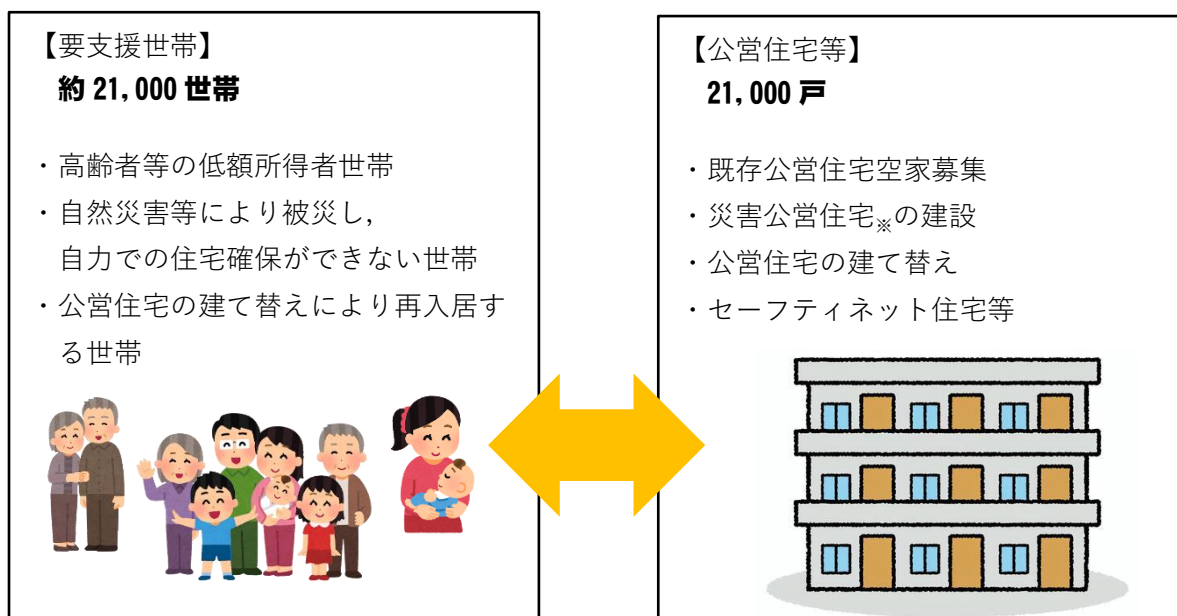 【要支援世帯】
約 21,000 世帯
・高齢者等の低額所得者世帯
・自然災害等により被災し，
自力での住宅確保ができない世帯
・公営住宅の建て替えにより再入居す
る世帯
【公営住宅等】
21,000 戸
・既存公営住宅空家募集
・災害公営住宅※の建設
・公営住宅の建て替え
・セーフティネット住宅等